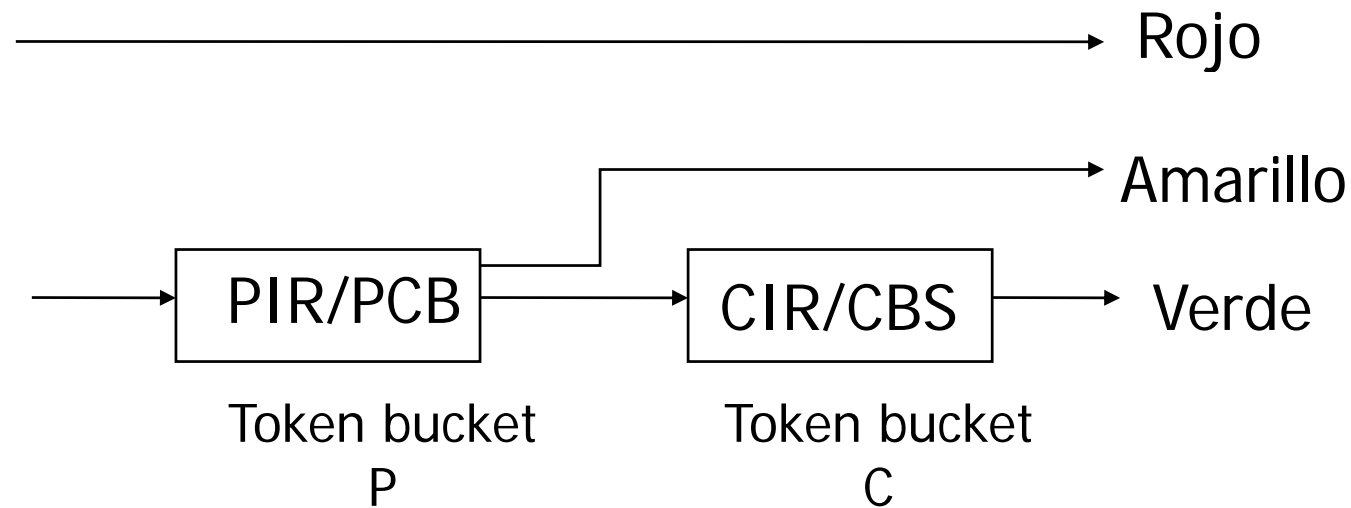 Rojo
Amarillo
PIR/PCB
CIR/CBS
Verde
Token bucket
P
Token bucket
C